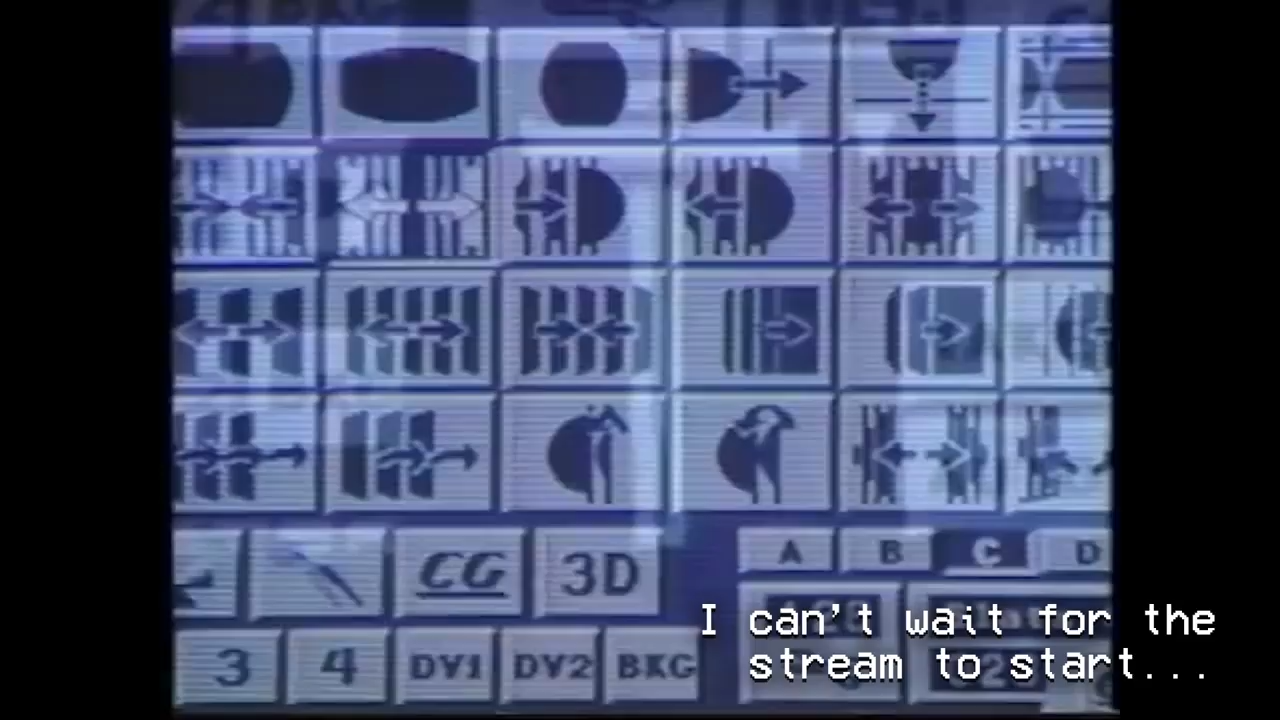 CG
3D
A
B
C
D
3
4
DV1
DV2
BKG
I can't wait for the
stream to start...